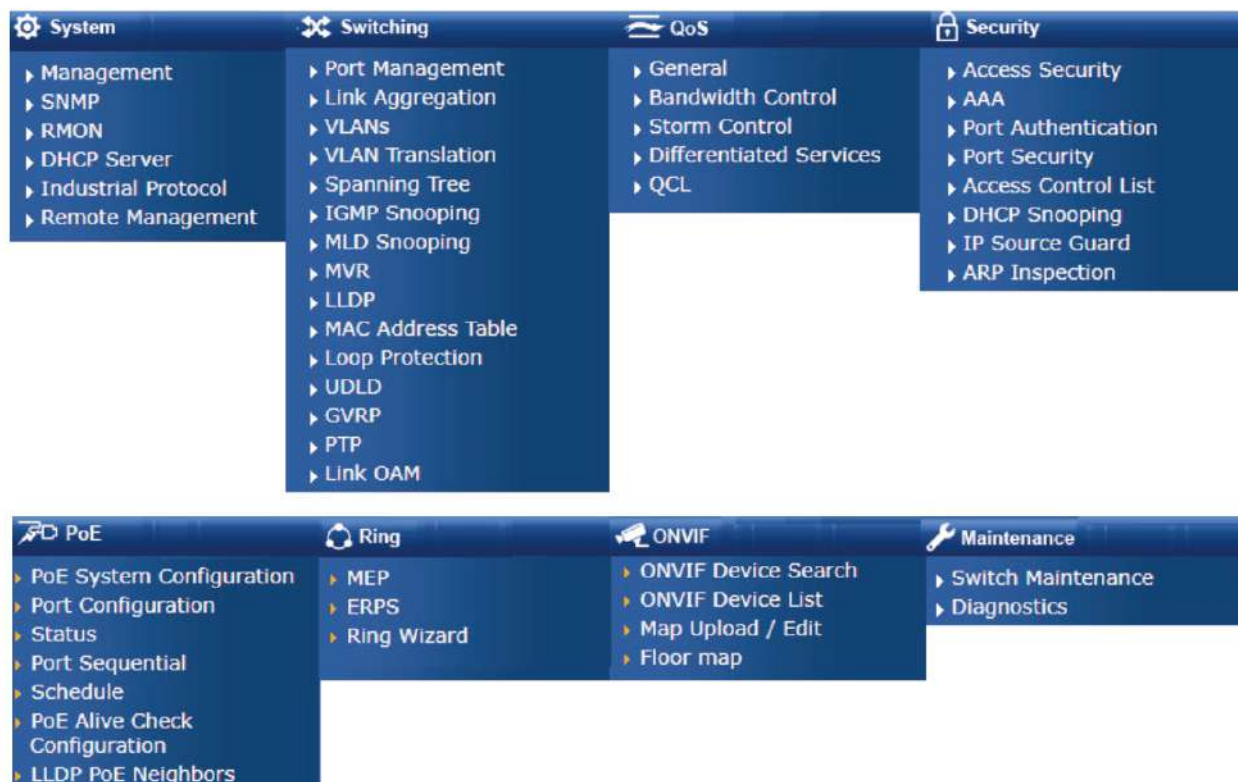 System
Management
SNMP
RMON
DHCP Server
Industrial Protocol
Remote Management
Switching
Port Management
Link Aggregation
VLANs
VLAN Translation
Spanning Tree
IGMP Snooping
MLD Snooping
MVR
LLDP
MAC Address Table
Loop Protection
UDLD
GVRP
PTP
Link OAM
QoS
General
Bandwidth Control
Storm Control
Differentiated Services
QCL
Security
Access Security
AAA
Port Authentication
Port Security
Access Control List
DHCP Snooping
IP Source Guard
ARP Inspection
PoE
PoE System Configuration
Port Configuration
Status
Port Sequential
Schedule
PoE Alive Check
Configuration
LLDP PoE Neighbors
Ring
MEP
ERPS
Ring Wizard
ONVIF
ONVIF Device Search
ONVIF Device List
Map Upload / Edit
Floor map
Maintenance
Switch Maintenance
Diagnostics